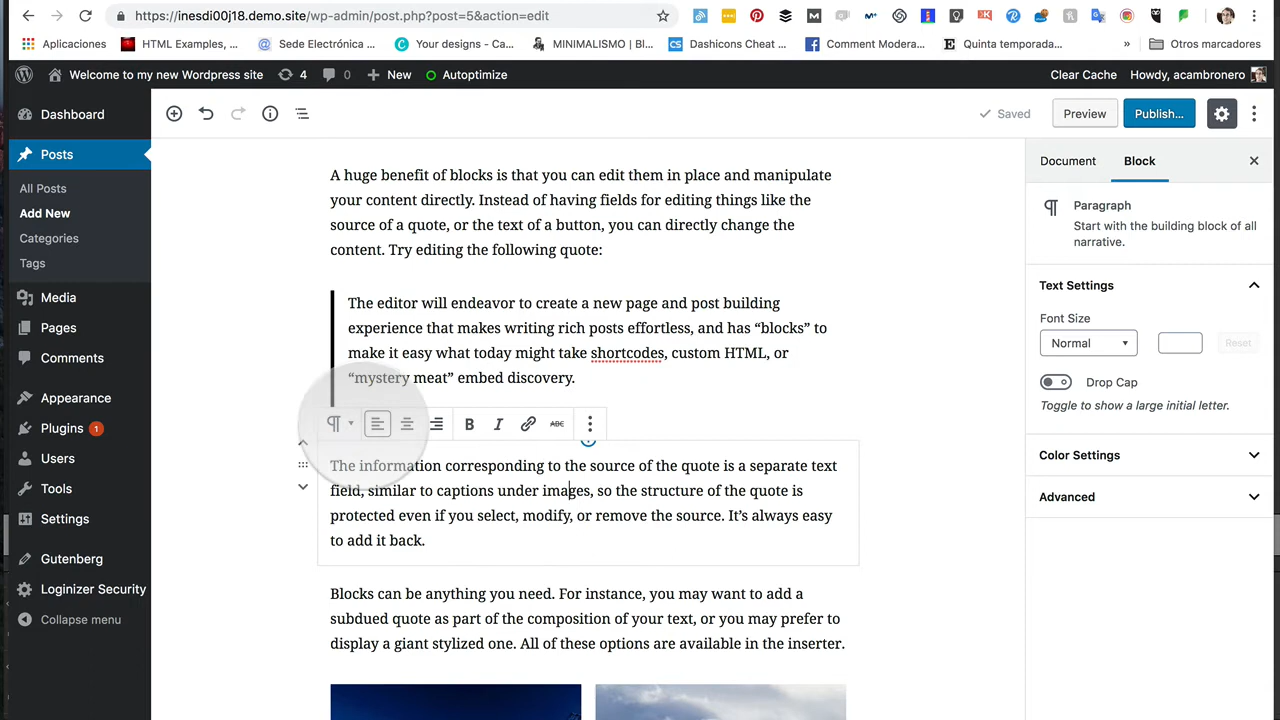 https://inesdi00j18.demo.site/wp-admin/post.php?post=5&action=edit
Aplicaciones
HTML Examples, ...
Sede Electrónica ...
Your designs - Ca...
MINIMALISMO | Bl...
Dashicons Cheat ...
Comment Modera...
Quinta temporada...
»
Otros marcadores
Welcome to my new Wordpress site
4
0
New
Autoptimize
Clear Cache
Howdy, acambronero
Dashboard
Posts
All Posts
Add New
Categories
Tags
Media
Pages
Comments
Appearance
Plugins 1
Users
Tools
Settings
Gutenberg
Loginizer Security
Collapse menu
Saved
Preview
Publish...
A huge benefit of blocks is that you can edit them in place and manipulate
your content directly. Instead of having fields for editing things like the
source of a quote, or the text of a button, you can directly change the
content. Try editing the following quote:
The editor will endeavor to create a new page and post building
experience that makes writing rich posts effortless, and has “blocks” to
make it easy what today might take shortcodes, custom HTML, or
“mystery meat” embed discovery.
B I ABC
The information corresponding to the source of the quote is a separate text
field, similar to captions under images, so the structure of the quote is
protected even if you select, modify, or remove the source. It’s always easy
to add it back.
Blocks can be anything you need. For instance, you may want to add a
subdued quote as part of the composition of your text, or you may prefer to
display a giant stylized one. All of these options are available in the inserter.
Document
Block
Paragraph
Start with the building block of all
narrative.
Text Settings
Font Size
Normal
Reset
Drop Cap
Toggle to show a large initial letter.
Color Settings
Advanced